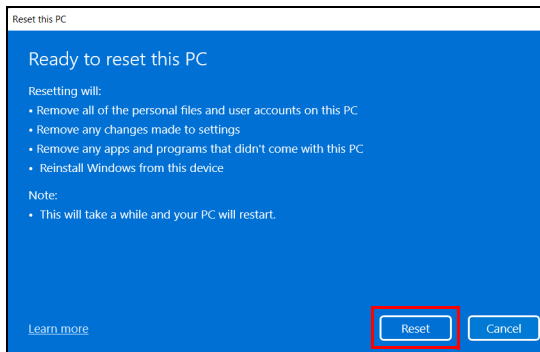 Reset this PC
Ready to reset this PC
Resetting will:
• Remove all of the personal files and user accounts on this PC
• Remove any changes made to settings
• Remove any apps and programs that didn't come with this PC
• Reinstall Windows from this device
Note:
• This will take a while and your PC will restart.
Learn more Reset Cancel